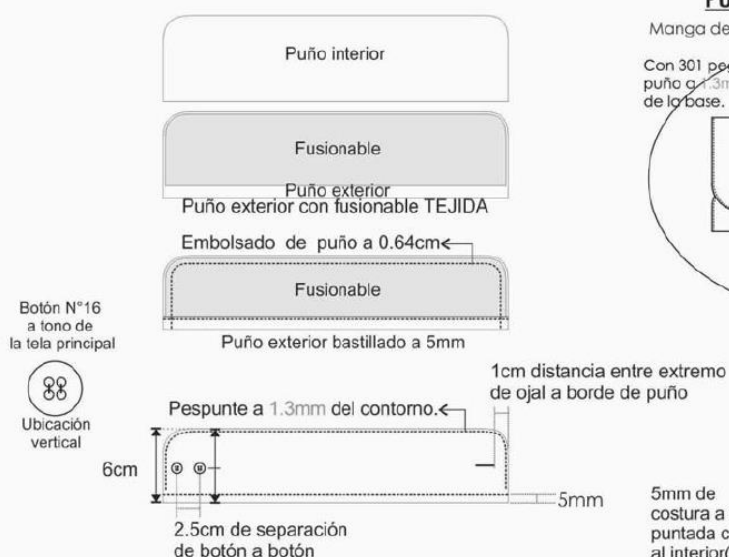 Puño interior
Fusionable
Puño exterior
Puño exterior con fusionable TEJIDA
Embolsado de puño a 0.64cm
Fusionable
Puño exterior bastillado a 5mm
Botón N°16
a tono de
la tela principal
Ubicación
vertical
1cm distancia entre extremo
de ojal a borde de puño
Pespunte a 1.3mm del contorno.
6cm
5mm
2.5cm de separación
de botón a botón
Manga de
Con 301
puño a 1.3m
de la base.
5mm de
costura a
puntada c
al interior(